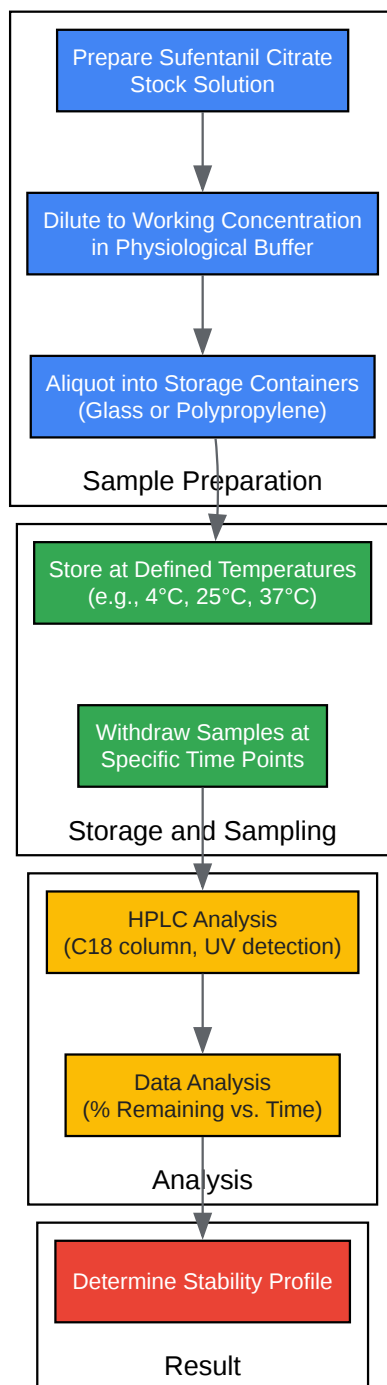 Prepare Sufentanil Citrate
Stock Solution
Dilute to Working Concentration
in Physiological Buffer
Aliquot into Storage Containers
(Glass or Polypropylene)
Sample Preparation
Store at Defined Temperatures
(e.g., 4°C, 25°C, 37°C)
Withdraw Samples at
Specific Time Points
Storage and Sampling
HPLC Analysis
(C18 column, UV detection)
Data Analysis
(% Remaining vs. Time)
Analysis
Determine Stability Profile
Result